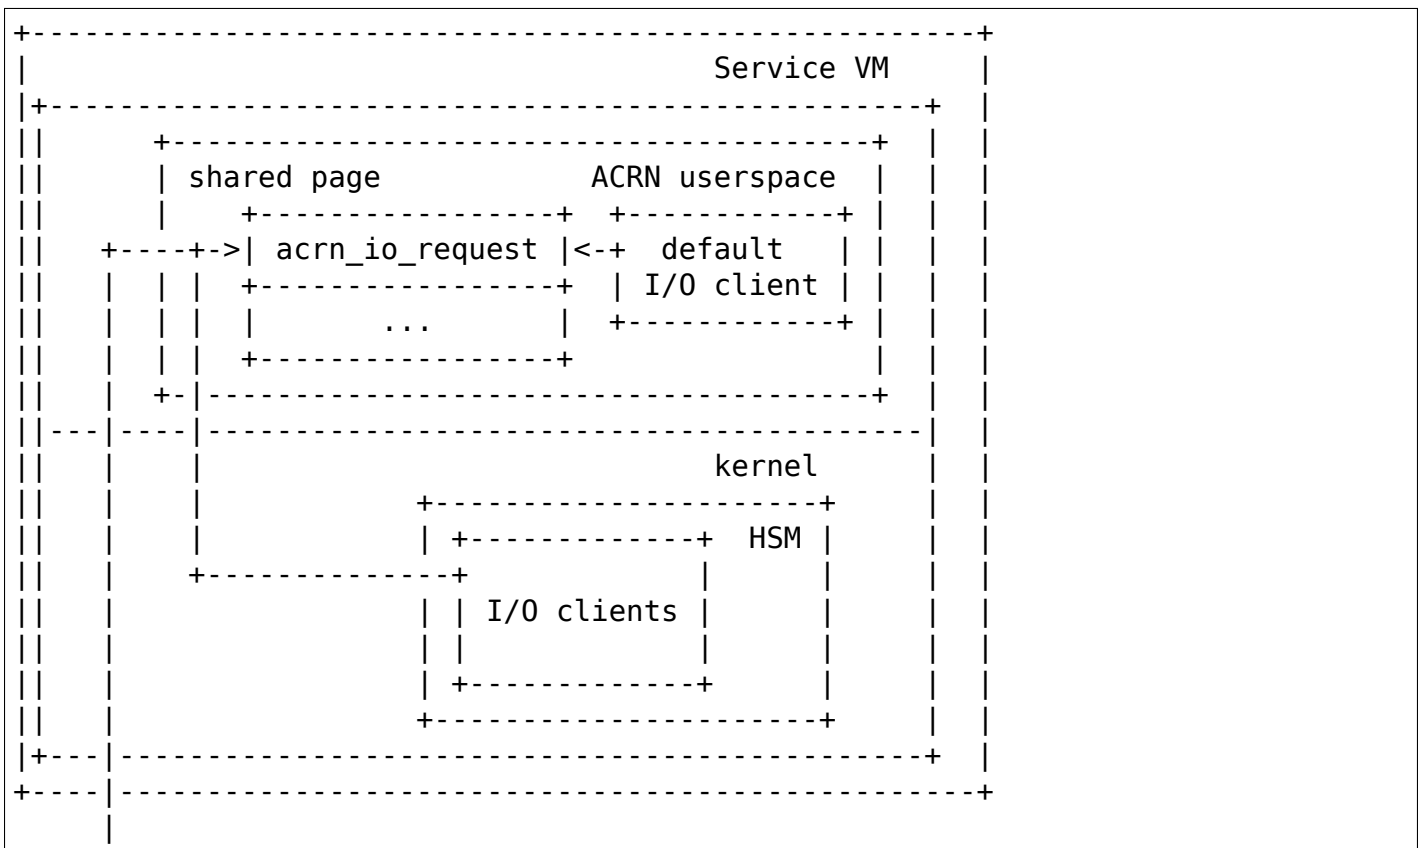 Service VM
shared page ACRN userspace
acrn_io_request default
I/O client
...
kernel
HSM
I/O clients